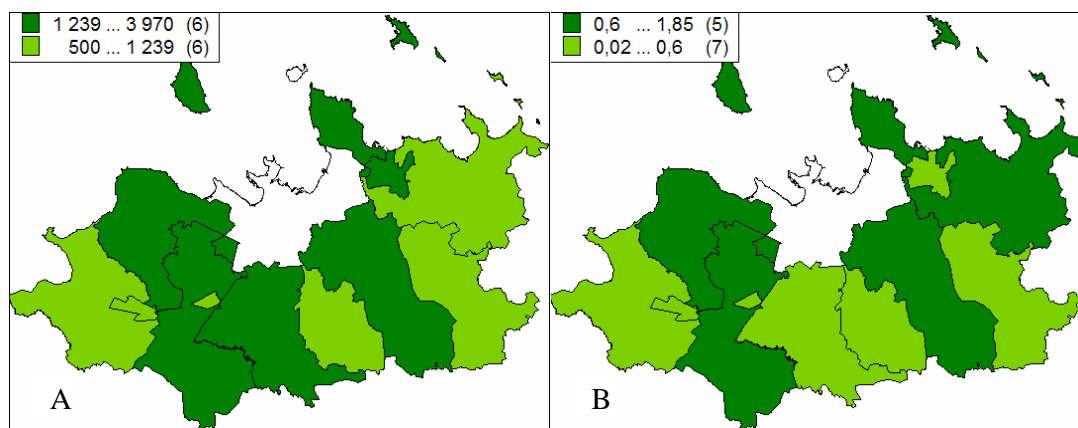 1 239 ... 3 970 (6)
500 ... 1 239 (6)
A
0,6 ... 1,85 (5)
0,02 ... 0,6 (7)
B